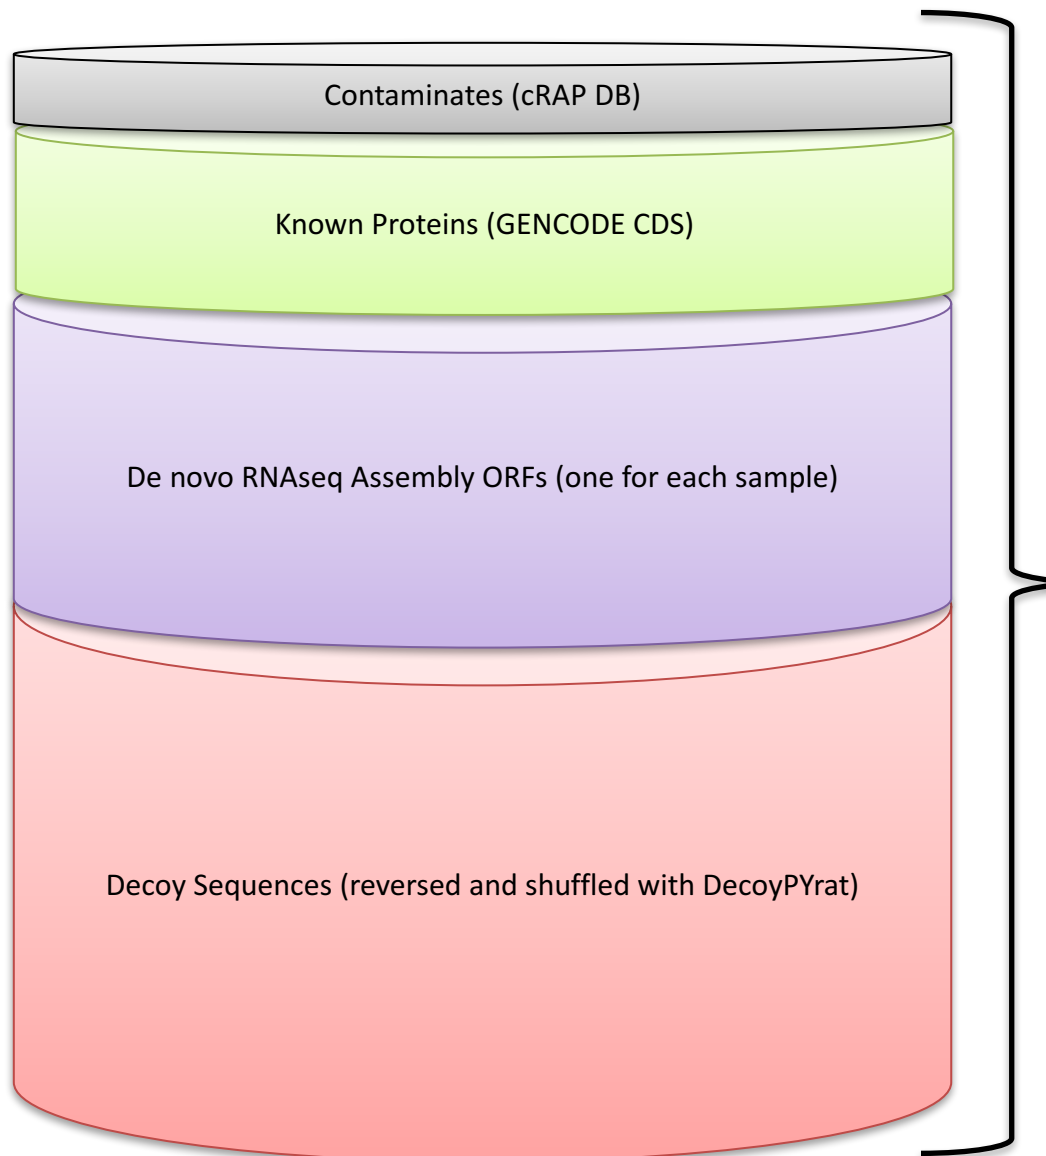 Contaminates (cRAP DB)
Known Proteins (GENCODE CDS)
De novo RNAseq Assembly ORFs (one for each sample)
Decoy Sequences (reversed and shuffled with DecoyPYrat)